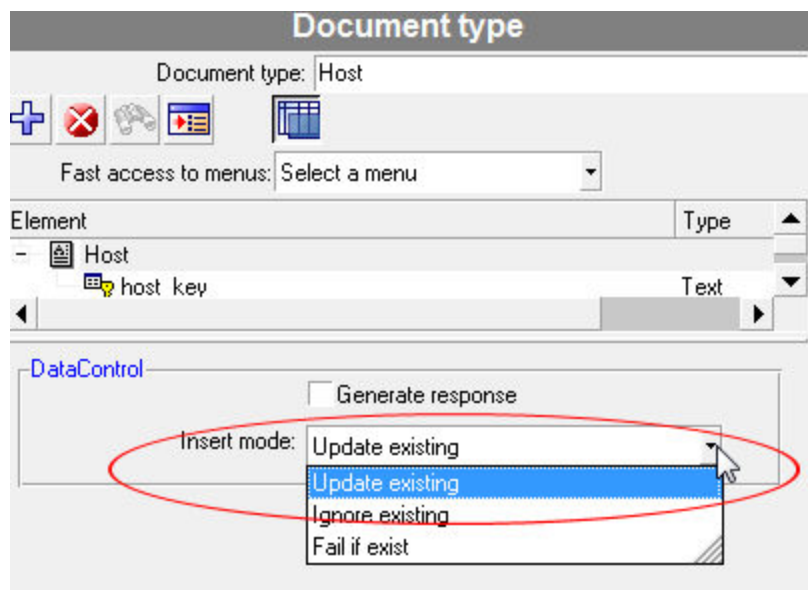 Document type
Document type: Host
Fast access to menus: Select a menu
Element Type
Host
host_key Text
DataControl
Generate response
Insert mode: Update existing
Update existing
Ignore existing
Fail if exist